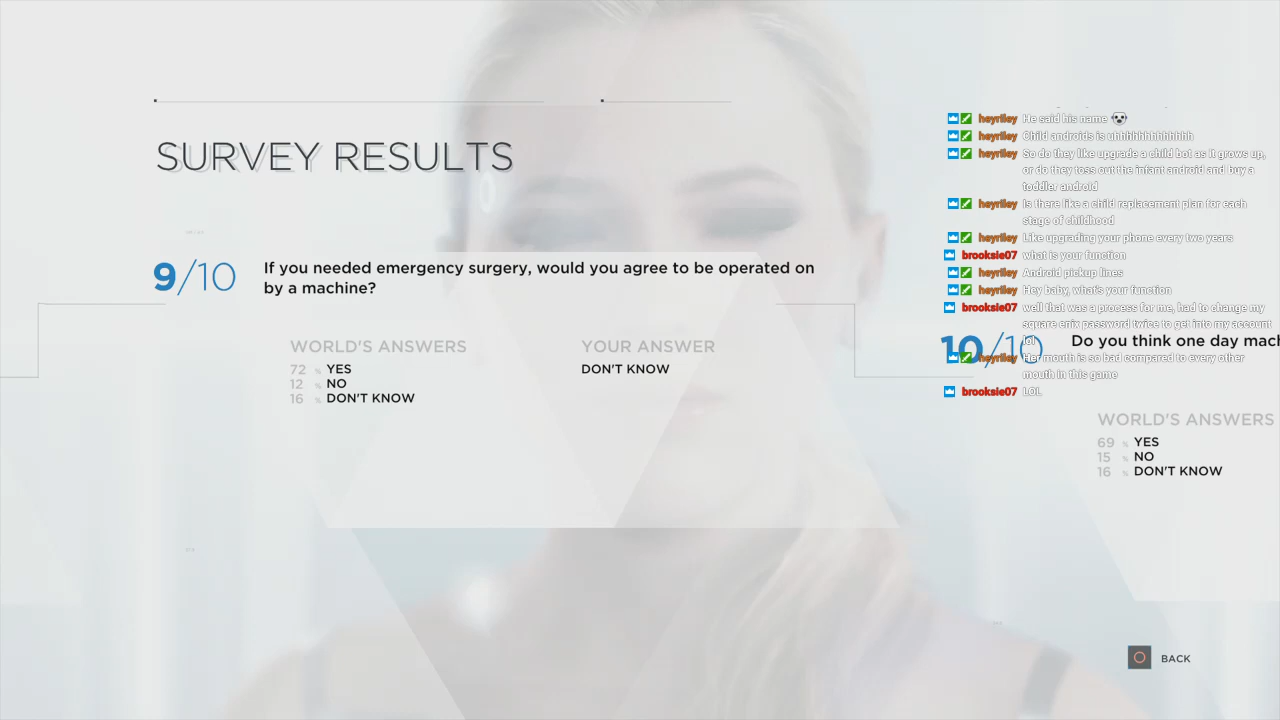 SURVEY RESULTS
9/10
If you needed emergency surgery, would you agree to be operated on
by a machine?
WORLD'S ANSWERS
72 % YES
12 % NO
16 % DON'T KNOW
YOUR ANSWER
DON'T KNOW
heyriley He said his name
heyriley Child androids is uhhhhhhhhhhhh
heyriley So do they like upgrade a child bot as it grows up,
or do they toss out the infant android and buy a
toddler android
heyriley Is there like a child replacement plan for each
stage of childhood
heyriley Like upgrading your phone every two years
brooksie07 what is your function
heyriley Android pickup lines
heyriley Hey baby, what's your function
brooksie07 well that was a process for me, had to change my
square enix password twice to get into my account
lol
heyriley Her mouth is so bad compared to every other
mouth in this game
brooksie07 LOL
10/10
Do you think one day mach
WORLD'S ANSWERS
69 % YES
15 % NO
16 % DON'T KNOW
BACK